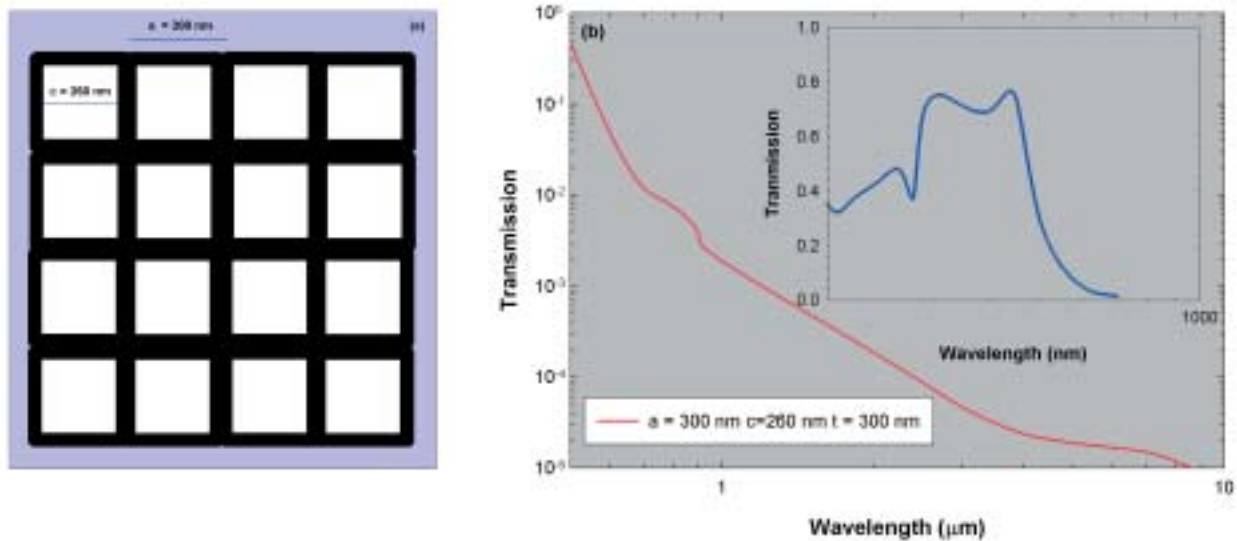 a = 300 nm
(a)
c = 260 nm
(b)
10⁰
10⁻¹
10⁻²
10⁻³
10⁻⁴
10⁻⁵
Transmission
1
10
Wavelength (μm)
a = 300 nm c=260 nm t = 300 nm
1.0
0.8
0.6
0.4
0.2
0.0
Tranmission
1000
Wavelength (nm)